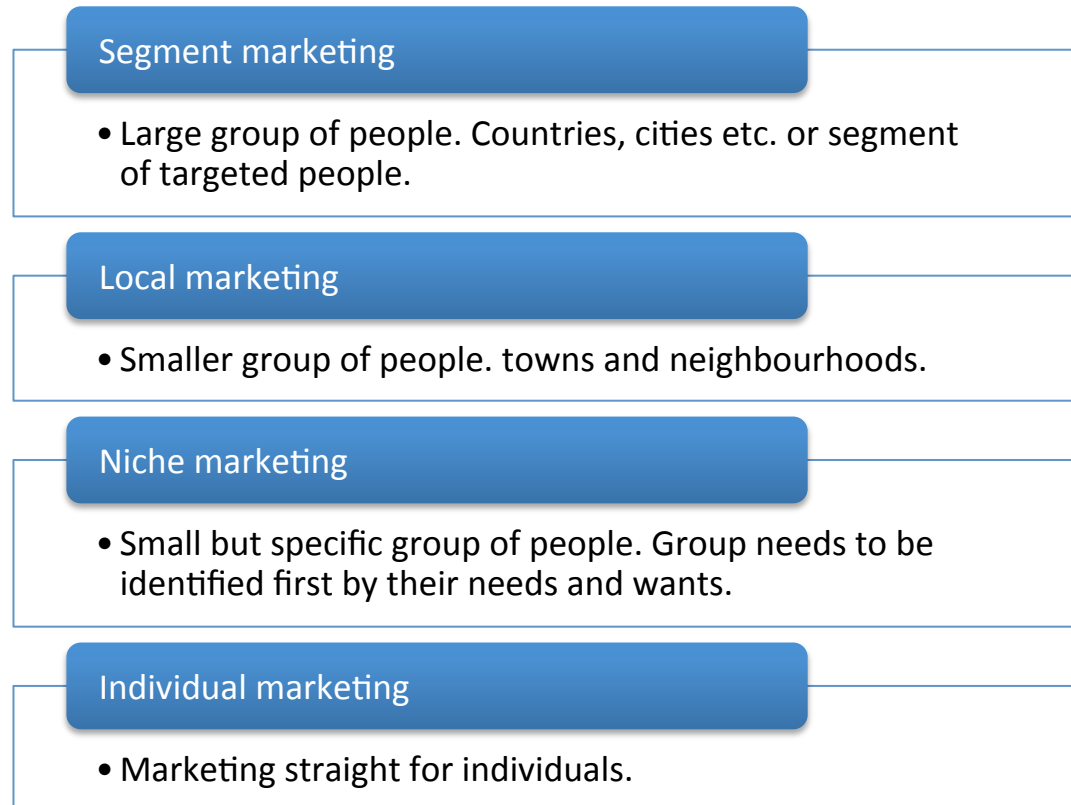 Segment marketing
• Large group of people. Countries, cities etc. or segment
of targeted people.
Local marketing
• Smaller group of people. towns and neighbourhoods.
Niche marketing
• Small but specific group of people. Group needs to be
identified first by their needs and wants.
Individual marketing
• Marketing straight for individuals.